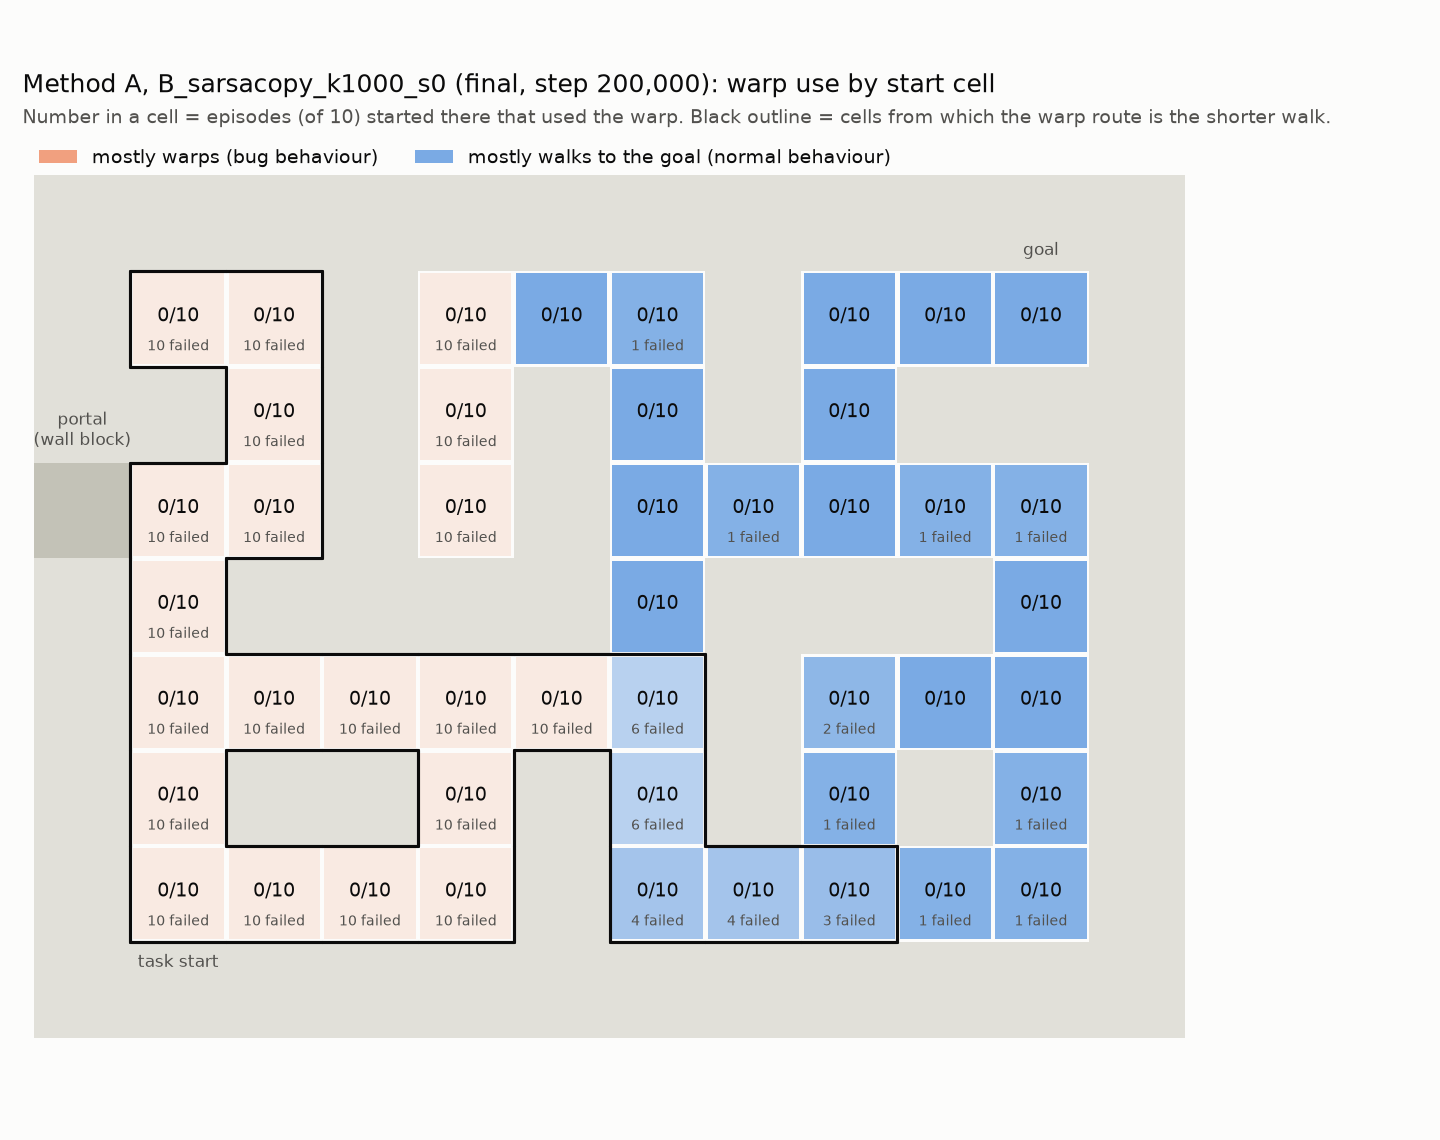 Method A, B_sarsacopy_k1000_s0 (final, step 200,000): warp use by start cell
Number in a cell = episodes (of 10) started there that used the warp. Black outline = cells from which the warp route is the shorter walk.
mostly warps (bug behaviour) mostly walks to the goal (normal behaviour)
goal
0/10 0/10 0/10 0/10 0/10 0/10 0/10 0/10
10 failed 10 failed 10 failed 1 failed
portal
(wall block)
0/10 0/10 0/10 0/10
10 failed 10 failed
0/10 0/10 0/10 0/10 0/10 0/10 0/10 0/10
10 failed 10 failed 10 failed 1 failed 1 failed 1 failed
0/10 0/10 0/10
10 failed
0/10 0/10 0/10 0/10 0/10 0/10 0/10 0/10 0/10
10 failed 10 failed 10 failed 10 failed 10 failed 6 failed 2 failed
0/10 0/10 0/10 0/10 0/10
10 failed 10 failed 6 failed 1 failed 1 failed
0/10 0/10 0/10 0/10 0/10 0/10 0/10 0/10 0/10
10 failed 10 failed 10 failed 10 failed 4 failed 4 failed 3 failed 1 failed 1 failed
task start